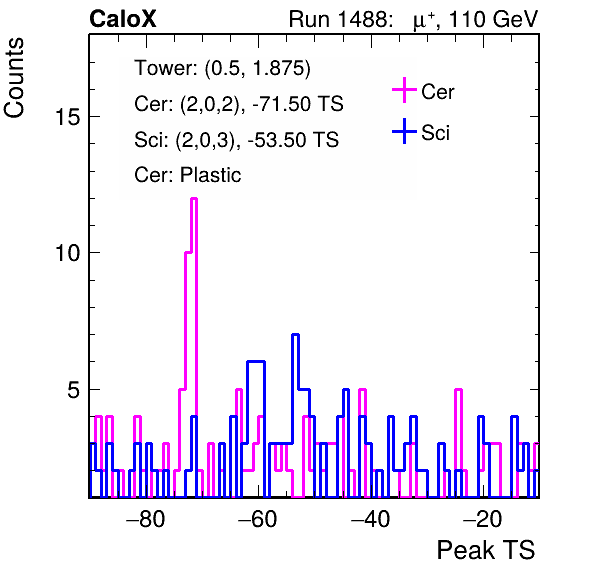 CaloX Run 1488: μ⁺, 110 GeV
Counts
Tower: (0.5, 1.875)
Cer: (2,0,2), -71.50 TS
Sci: (2,0,3), -53.50 TS
Cer: Plastic
Cer
Sci
15
10
5
−80 −60 −40 −20
Peak TS